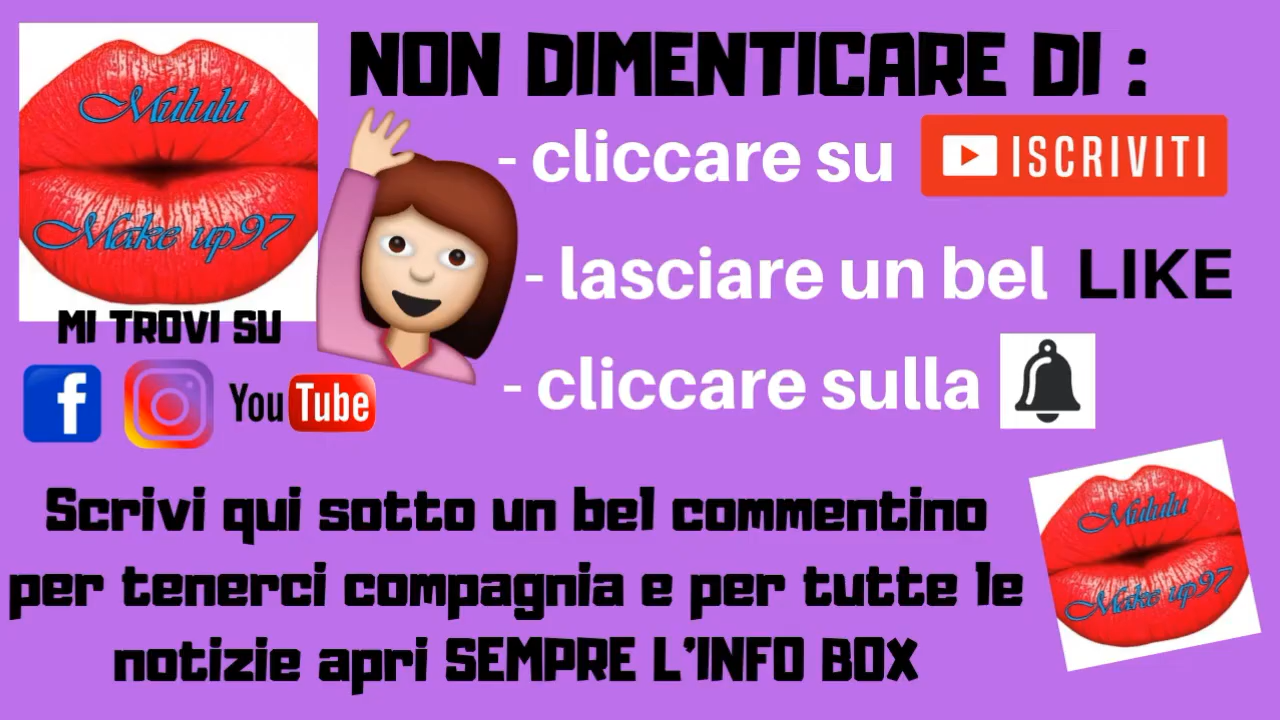 Mululu
Make up97
MI TROVI SU
f
You Tube
NON DIMENTICARE DI :
- cliccare su ISCRIVITI
- lasciare un bel LIKE
- cliccare sulla
Scrivi qui sotto un bel commentino
per tenerci compagnia e per tutte le
notizie apri SEMPRE L'INFO BOX
Mululu
Make up97